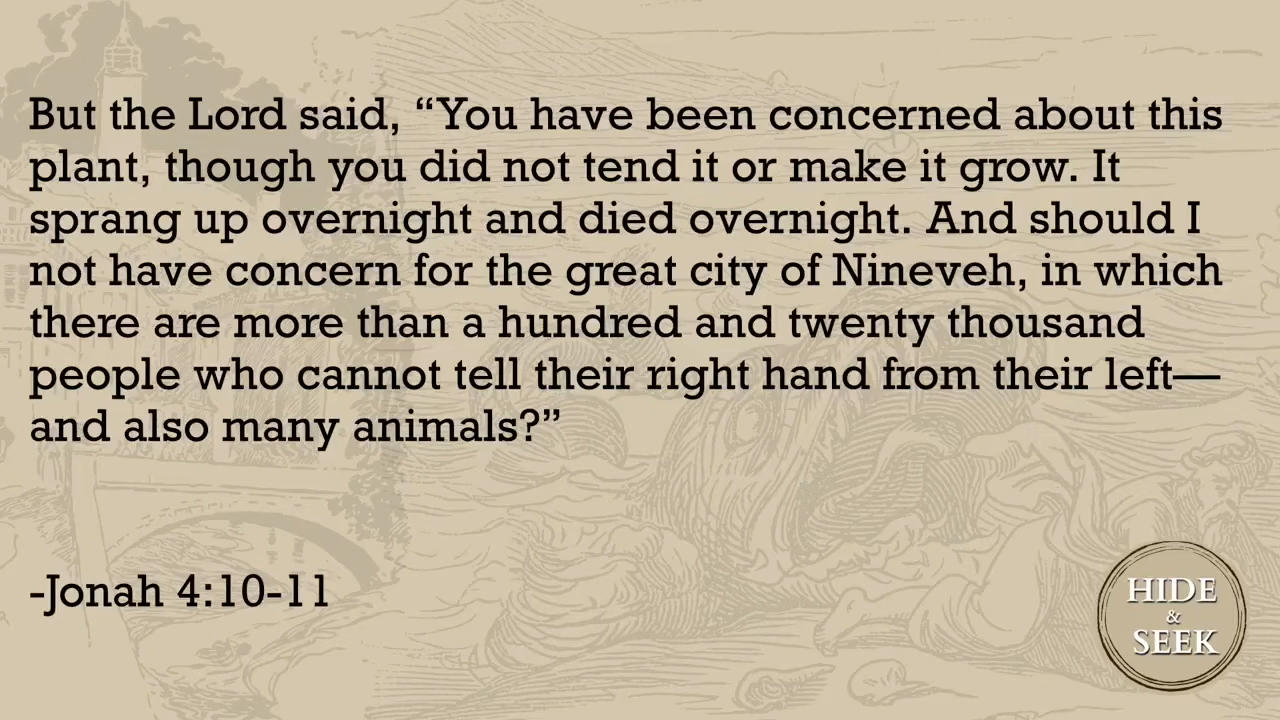 But the Lord said, “You have been concerned about this
plant, though you did not tend it or make it grow. It
sprang up overnight and died overnight. And should I
not have concern for the great city of Nineveh, in which
there are more than a hundred and twenty thousand
people who cannot tell their right hand from their left—
and also many animals?”
-Jonah 4:10-11
HIDE
&
SEEK